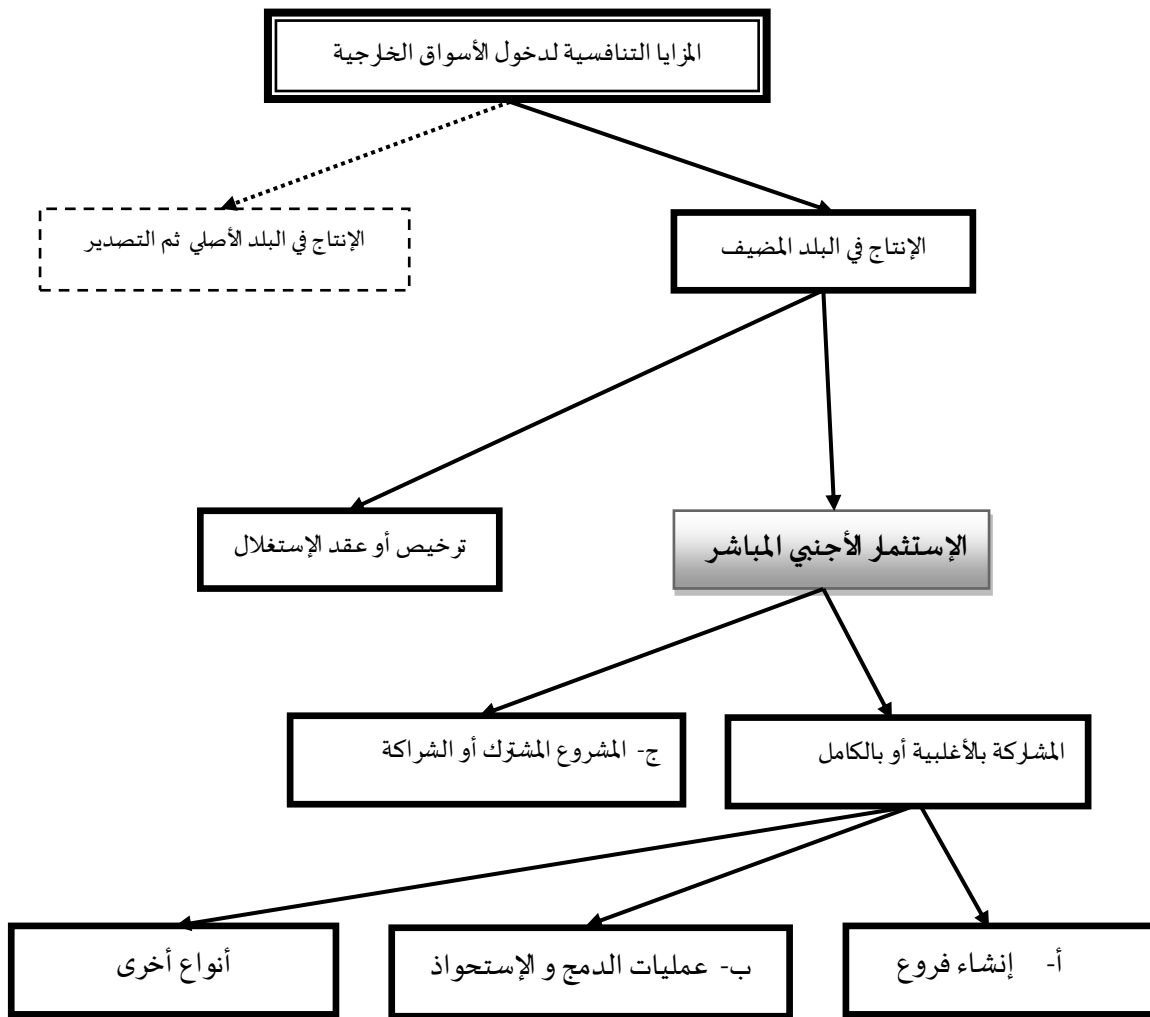 المزايا التنافسية لدخول الأسواق الخارجية
الإنتاج في البلد المضيف
الإنتاج في البلد الأصلي ثم التصدير
الإستثمار الأجنبي المباشر
ترخيص أو عقد الإستغلال
المشاركة بالأغلبية أو بالكامل
ج- المشروع المشترك أو الشراكة
أ- إنشاء فروع
ب- عمليات الدمج و الإستحواذ
أنواع أخرى